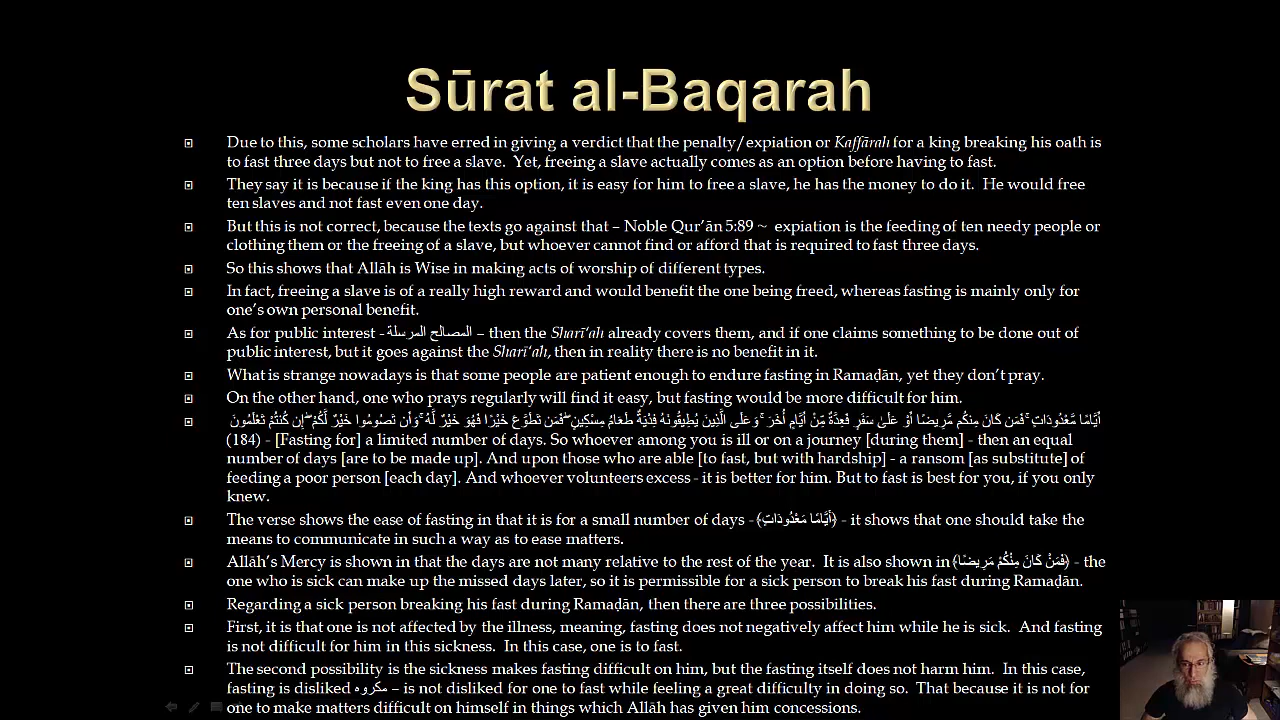 Sūrat al-Baqarah
Due to this, some scholars have erred in giving a verdict that the penalty/expiation or Kaffārah for a king breaking his oath is
to fast three days but not to free a slave. Yet, freeing a slave actually comes as an option before having to fast.
They say it is because if the king has this option, it is easy for him to free a slave, he has the money to do it. He would free
ten slaves and not fast even one day.
But this is not correct, because the texts go against that – Noble Qur’ān 5:89 ~ expiation is the feeding of ten needy people or
clothing them or the freeing of a slave, but whoever cannot find or afford that is required to fast three days.
So this shows that Allāh is Wise in making acts of worship of different types.
In fact, freeing a slave is of a really high reward and would benefit the one being freed, whereas fasting is mainly only for
one’s own personal benefit.
As for public interest - المصالح المرسلة – then the Sharī‘ah already covers them, and if one claims something to be done out of
public interest, but it goes against the Sharī‘ah, then in reality there is no benefit in it.
What is strange nowadays is that some people are patient enough to endure fasting in Ramaḍān, yet they don’t pray.
On the other hand, one who prays regularly will find it easy, but fasting would be more difficult for him.
أَيَّامًا مَّعْدُودَاتٍ ۚ فَمَن كَانَ مِنكُم مَّرِيضًا أَوْ عَلَىٰ سَفَرٍ فَعِدَّةٌ مِّنْ أَيَّامٍ أُخَرَ ۚ وَعَلَى الَّذِينَ يُطِيقُونَهُ فِدْيَةٌ طَعَامُ مِسْكِينٍ ۖ فَمَن تَطَوَّعَ خَيْرًا فَهُوَ خَيْرٌ لَّهُ ۚ وَأَن تَصُومُوا خَيْرٌ لَّكُمْ ۖ إِن كُنتُمْ تَعْلَمُونَ
(184) - [Fasting for] a limited number of days. So whoever among you is ill or on a journey [during them] - then an equal
number of days [are to be made up]. And upon those who are able [to fast, but with hardship] - a ransom [as substitute] of
feeding a poor person [each day]. And whoever volunteers excess - it is better for him. But to fast is best for you, if you only
knew.
The verse shows the ease of fasting in that it is for a small number of days - ﴿أَيَّامًا مَعْدُودَاتٍ﴾ - it shows that one should take the
means to communicate in such a way as to ease matters.
Allāh’s Mercy is shown in that the days are not many relative to the rest of the year. It is also shown in ﴿فَمَنْ كَانَ مِنْكُمْ مَرِيضًا﴾ - the
one who is sick can make up the missed days later, so it is permissible for a sick person to break his fast during Ramaḍān.
Regarding a sick person breaking his fast during Ramaḍān, then there are three possibilities.
First, it is that one is not affected by the illness, meaning, fasting does not negatively affect him while he is sick. And fasting
is not difficult for him in this sickness. In this case, one is to fast.
The second possibility is the sickness makes fasting difficult on him, but the fasting itself does not harm him. In this case,
fasting is disliked مكروه – is not disliked for one to fast while feeling a great difficulty in doing so. That because it is not for
one to make matters difficult on himself in things which Allāh has given him concessions.